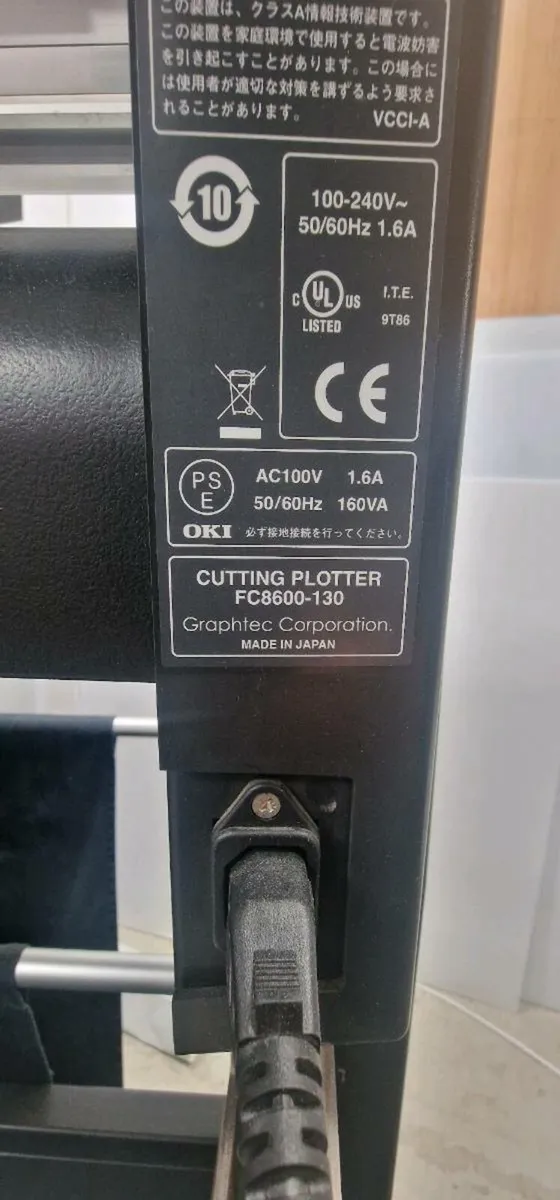 この装置は、クラスA情報技術装置です。
この装置を家庭環境で使用すると電波妨害
を引き起こすことがあります。この場合に
は使用者が適切な対策を講ずるよう要求さ
れることがあります。
VCCI-A
10
100-240V~
50/60Hz 1.6A
C UL US
LISTED
I.T.E.
9T86
CE
PS
E
AC100V 1.6A
50/60Hz 160VA
OKI 必ず接地接続を行ってください。
CUTTING PLOTTER
FC8600-130
Graphtec Corporation.
MADE IN JAPAN